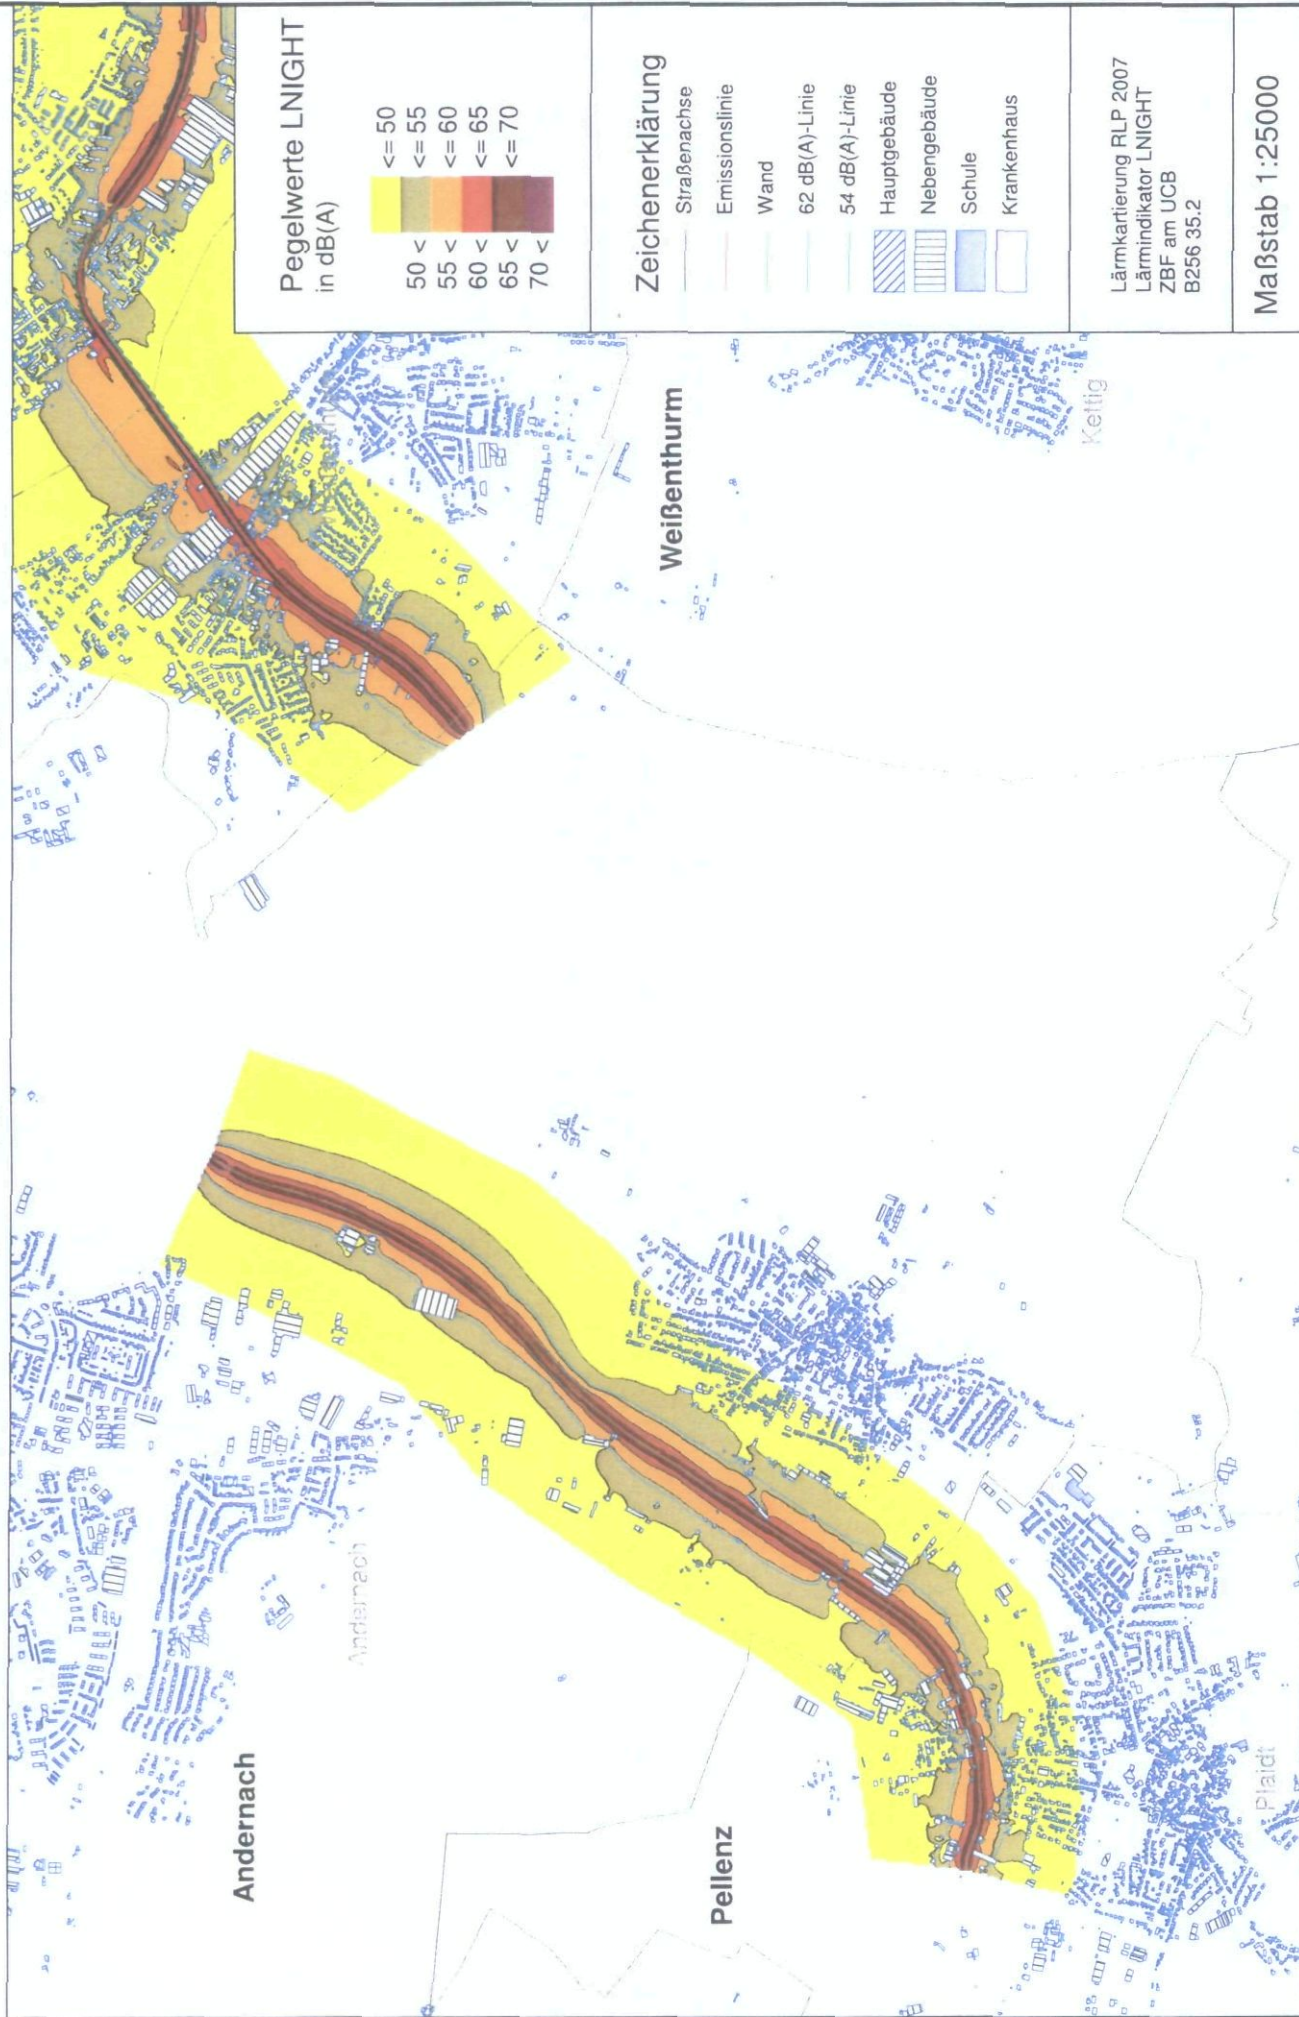 Pegelwerte LNIGHT
in dB(A)
<= 50
50 < <= 55
55 < <= 60
60 < <= 65
65 < <= 70
70 <
Zeichenerklärung
Straßenachse
Emissionslinie
Wand
62 dB(A)-Linie
54 dB(A)-Linie
Hauptgebäude
Nebengebäude
Schule
Krankenhaus
Lärmkartierung RLP 2007
Lärmindikator LNIGHT
ZBF am UCB
B256 35.2
Maßstab 1:25000
Weißenthurm
Kettig
Andernach
Andernach
Pellenz
Plaidt